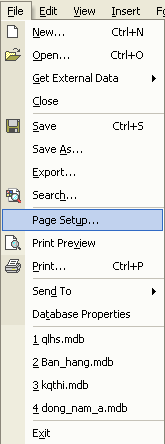 File Edit View Insert Fo
New... Ctrl+N
Open... Ctrl+O
Get External Data
Close
Save Ctrl+S
Save As...
Export...
Search...
Page Setup...
Print Preview
Print... Ctrl+P
Send To
Database Properties
1 qlhs.mdb
2 Ban_hang.mdb
3 kqthi.mdb
4 dong_nam_a.mdb
Exit